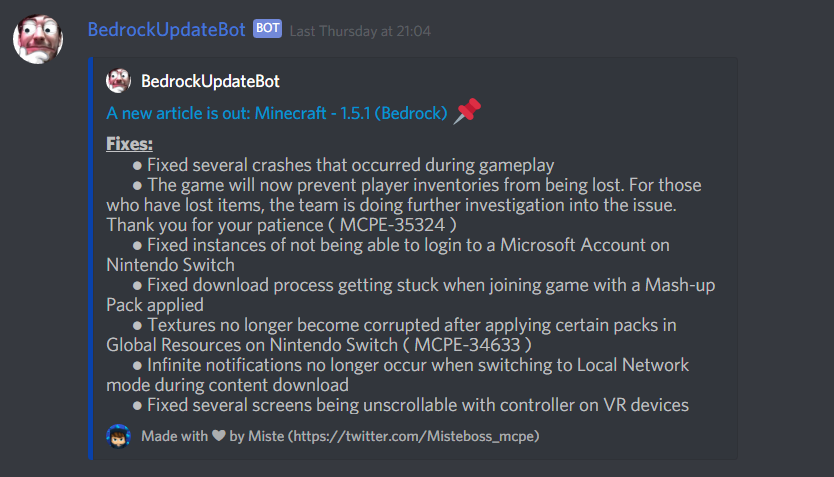 BedrockUpdateBot BOT Last Thursday at 21:04
BedrockUpdateBot
A new article is out: Minecraft - 1.5.1 (Bedrock)
Fixes:
● Fixed several crashes that occurred during gameplay
● The game will now prevent player inventories from being lost. For those
who have lost items, the team is doing further investigation into the issue.
Thank you for your patience ( MCPE-35324 )
● Fixed instances of not being able to login to a Microsoft Account on
Nintendo Switch
● Fixed download process getting stuck when joining game with a Mash-up
Pack applied
● Textures no longer become corrupted after applying certain packs in
Global Resources on Nintendo Switch ( MCPE-34633 )
● Infinite notifications no longer occur when switching to Local Network
mode during content download
● Fixed several screens being unscrollable with controller on VR devices
Made with ♥ by Miste (https://twitter.com/Misteboss_mcpe)